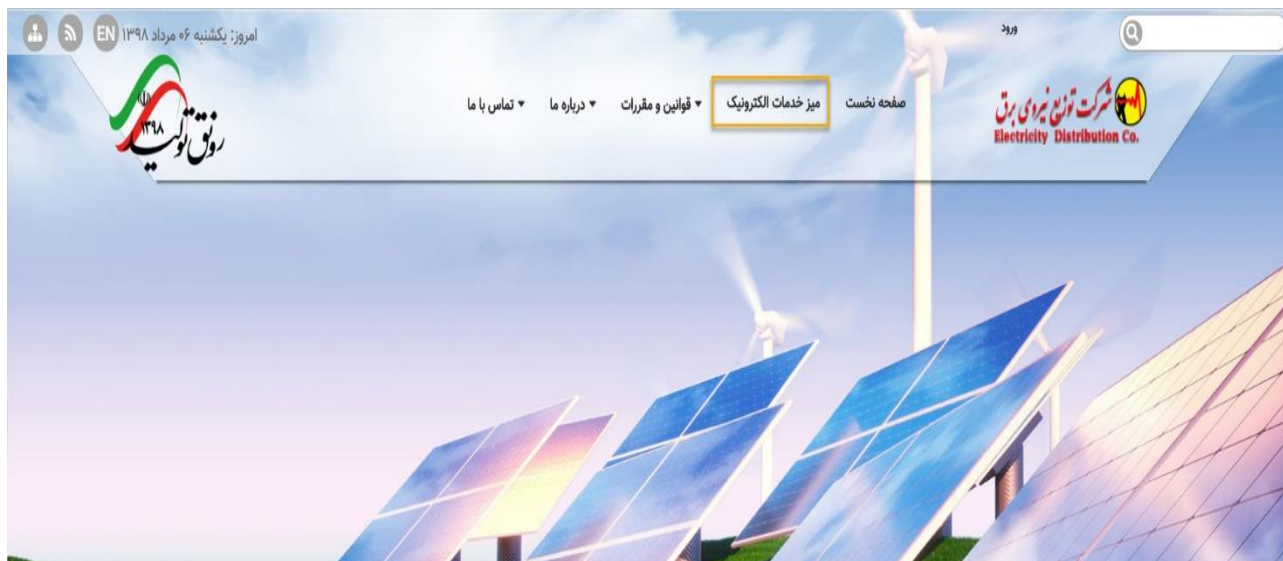 ورود
امروز: یکشنبه ۰۶ مرداد ۱۳۹۸ EN
شرکت توزیع نیروی برق
Electricity Distribution Co.
صفحه نخست
میز خدمات الکترونیک
قوانین و مقررات
درباره ما
تماس با ما
رونق تولید
۱۳۹۸